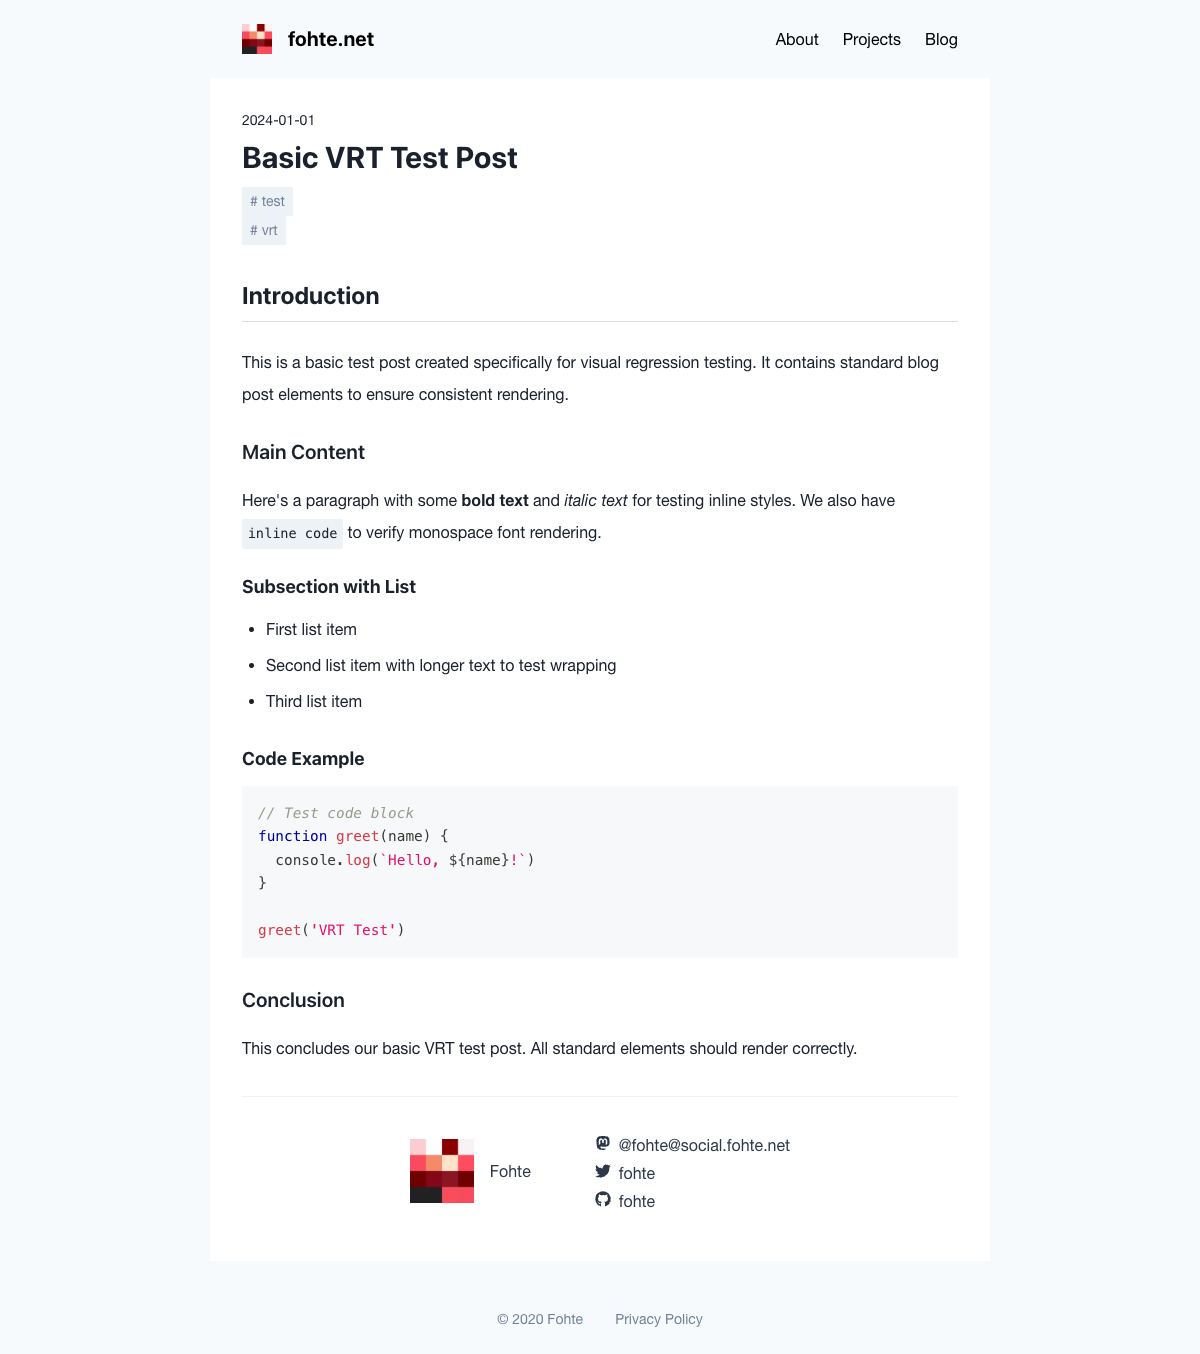 fohte.net
About Projects Blog
2024-01-01
Basic VRT Test Post
# test
# vrt
Introduction
This is a basic test post created specifically for visual regression testing. It contains standard blog
post elements to ensure consistent rendering.
Main Content
Here's a paragraph with some bold text and italic text for testing inline styles. We also have
inline code to verify monospace font rendering.
Subsection with List
• First list item
• Second list item with longer text to test wrapping
• Third list item
Code Example
// Test code block
function greet(name) {
  console.log(`Hello, ${name}!`)
}
greet('VRT Test')
Conclusion
This concludes our basic VRT test post. All standard elements should render correctly.
Fohte
@fohte@social.fohte.net
fohte
fohte
© 2020 Fohte Privacy Policy